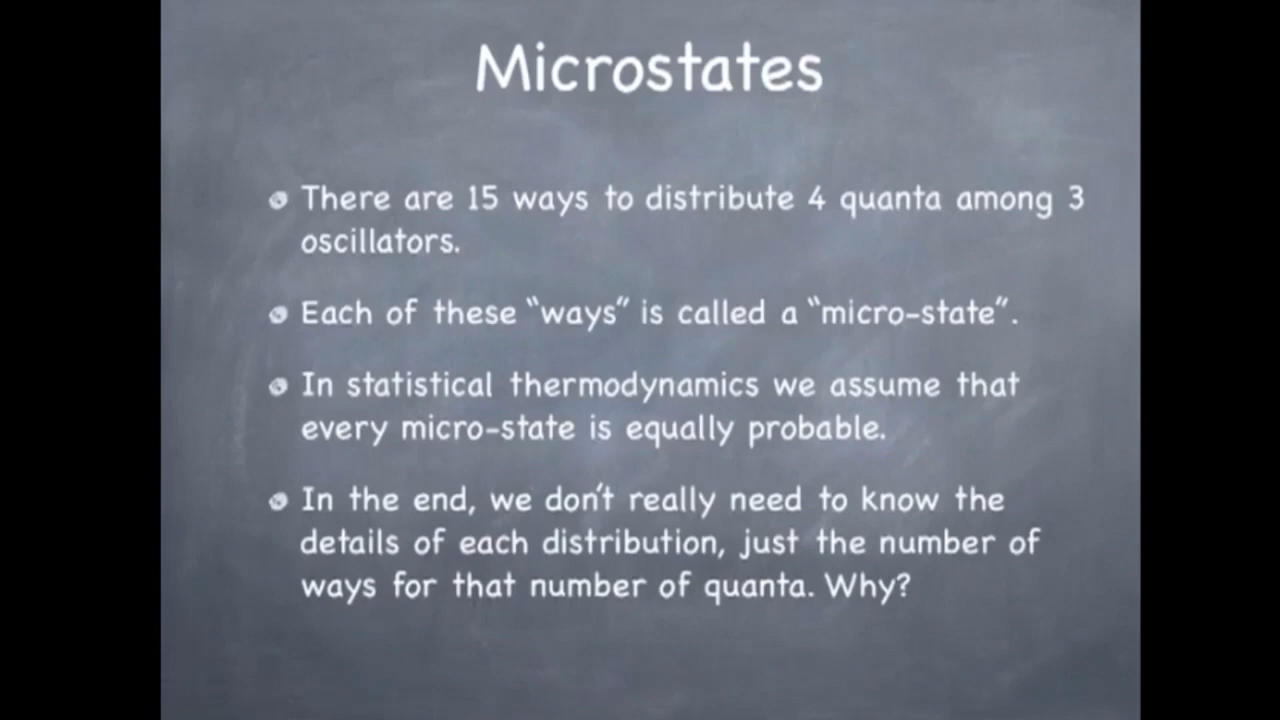 Microstates
There are 15 ways to distribute 4 quanta among 3
oscillators.
Each of these “ways” is called a “micro-state”.
In statistical thermodynamics we assume that
every micro-state is equally probable.
In the end, we don’t really need to know the
details of each distribution, just the number of
ways for that number of quanta. Why?